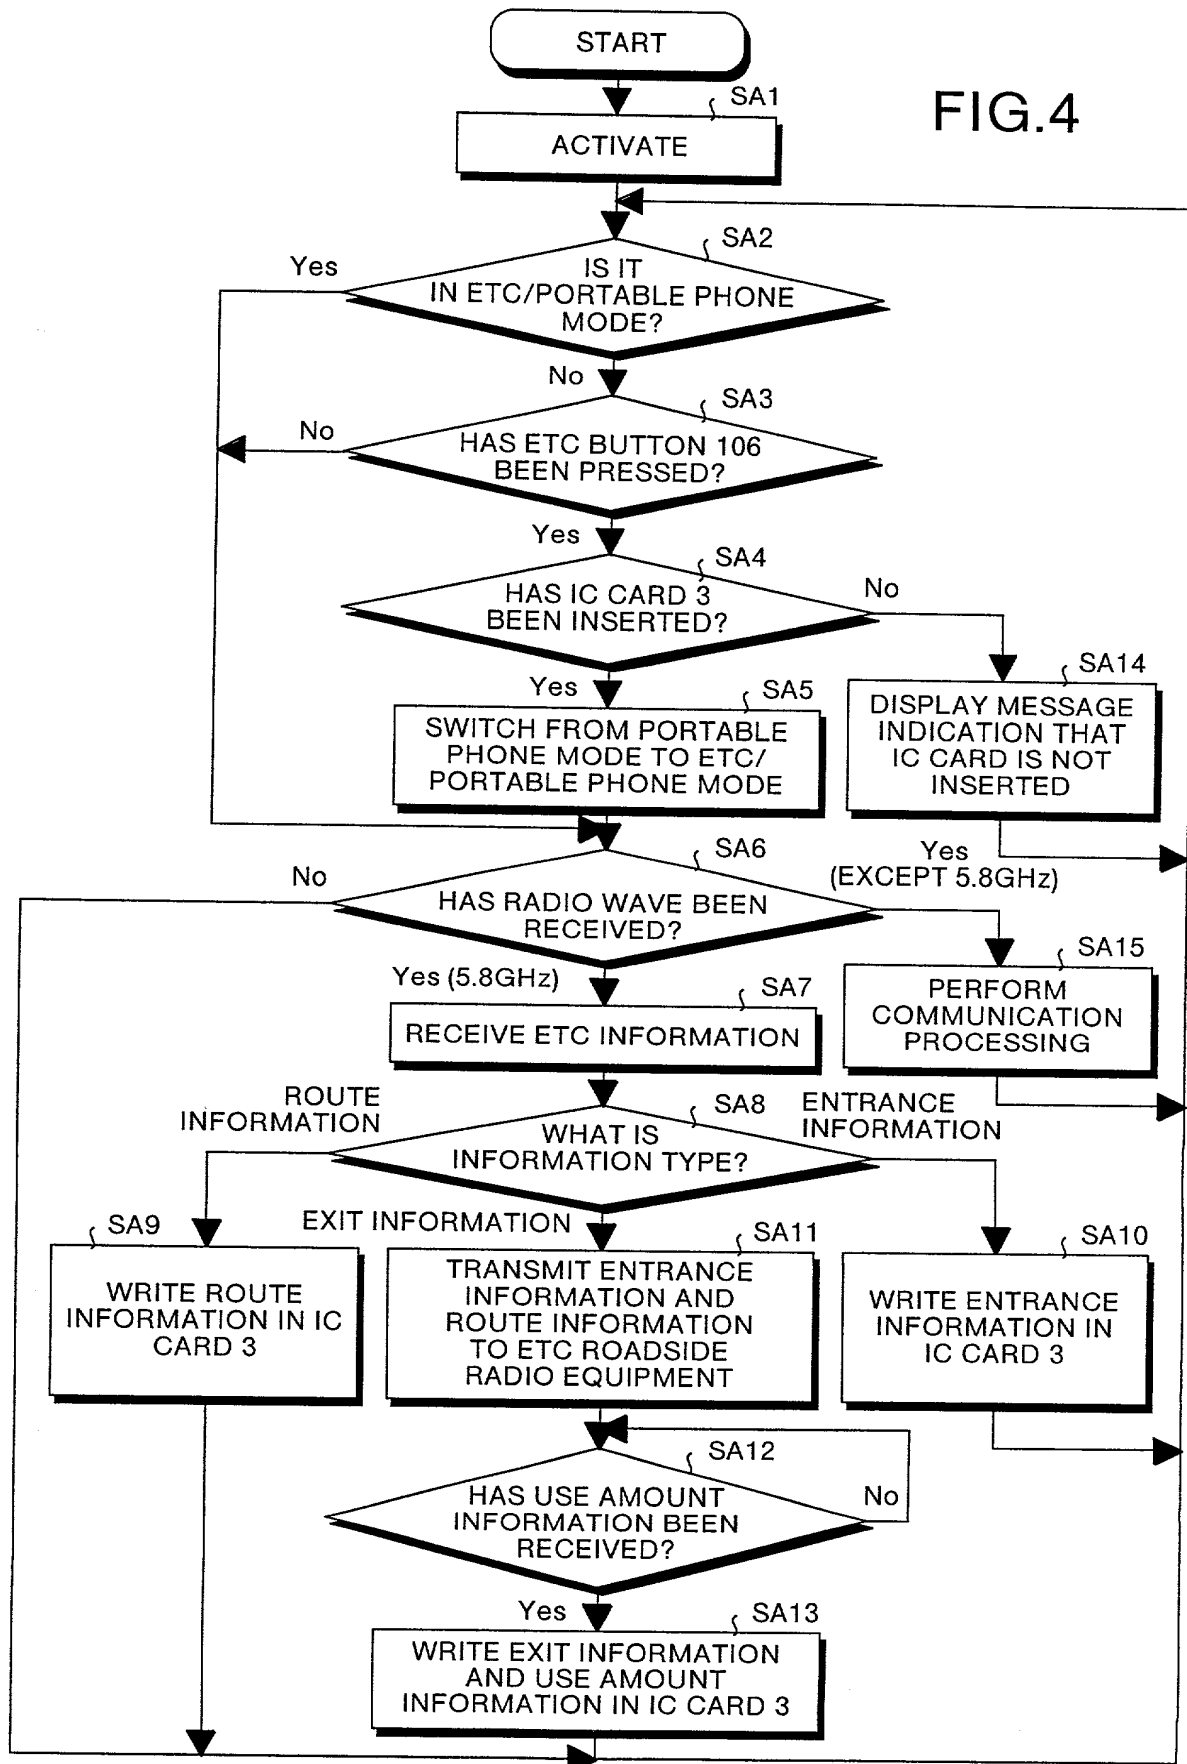 START
FIG.4
SA1
ACTIVATE
SA2
Yes
IS IT
IN ETC/PORTABLE PHONE
MODE?
No
SA3
No
HAS ETC BUTTON 106
BEEN PRESSED?
Yes
SA4
No
HAS IC CARD 3
BEEN INSERTED?
Yes
SA5
SWITCH FROM PORTABLE
PHONE MODE TO ETC/
PORTABLE PHONE MODE
SA14
DISPLAY MESSAGE
INDICATION THAT
IC CARD IS NOT
INSERTED
SA6
No
Yes
(EXCEPT 5.8GHz)
HAS RADIO WAVE BEEN
RECEIVED?
Yes (5.8GHz)
SA7
RECEIVE ETC INFORMATION
SA15
PERFORM
COMMUNICATION
PROCESSING
ROUTE
INFORMATION
SA8
ENTRANCE
INFORMATION
WHAT IS
INFORMATION TYPE?
EXIT INFORMATION
SA9
WRITE ROUTE
INFORMATION IN IC
CARD 3
SA11
TRANSMIT ENTRANCE
INFORMATION AND
ROUTE INFORMATION
TO ETC ROADSIDE
RADIO EQUIPMENT
SA10
WRITE ENTRANCE
INFORMATION IN
IC CARD 3
SA12
HAS USE AMOUNT
INFORMATION BEEN
RECEIVED?
No
Yes
SA13
WRITE EXIT INFORMATION
AND USE AMOUNT
INFORMATION IN IC CARD 3